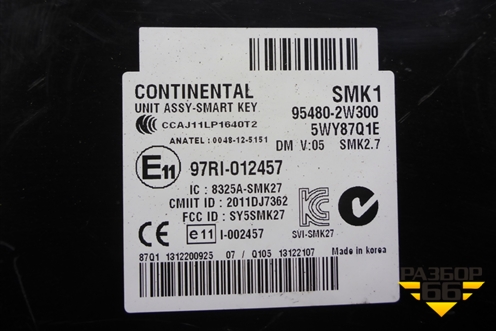 CONTINENTAL SMK1
UNIT ASSY-SMART KEY 95480-2W300
CCAJ11LP1640T2 5WY87Q1E
ANATEL : 0048-12-5151 DM V:05 SMK2.7
E11 97RI-012457
IC : 8325A-SMK27
CMIIT ID : 2011DJ7362
FCC ID : SY5SMK27
SVI-SMK27
CE e11 I-002457
87Q1 1312200925 07 / Q105 13122107 Made in korea
РАЗБОР
66